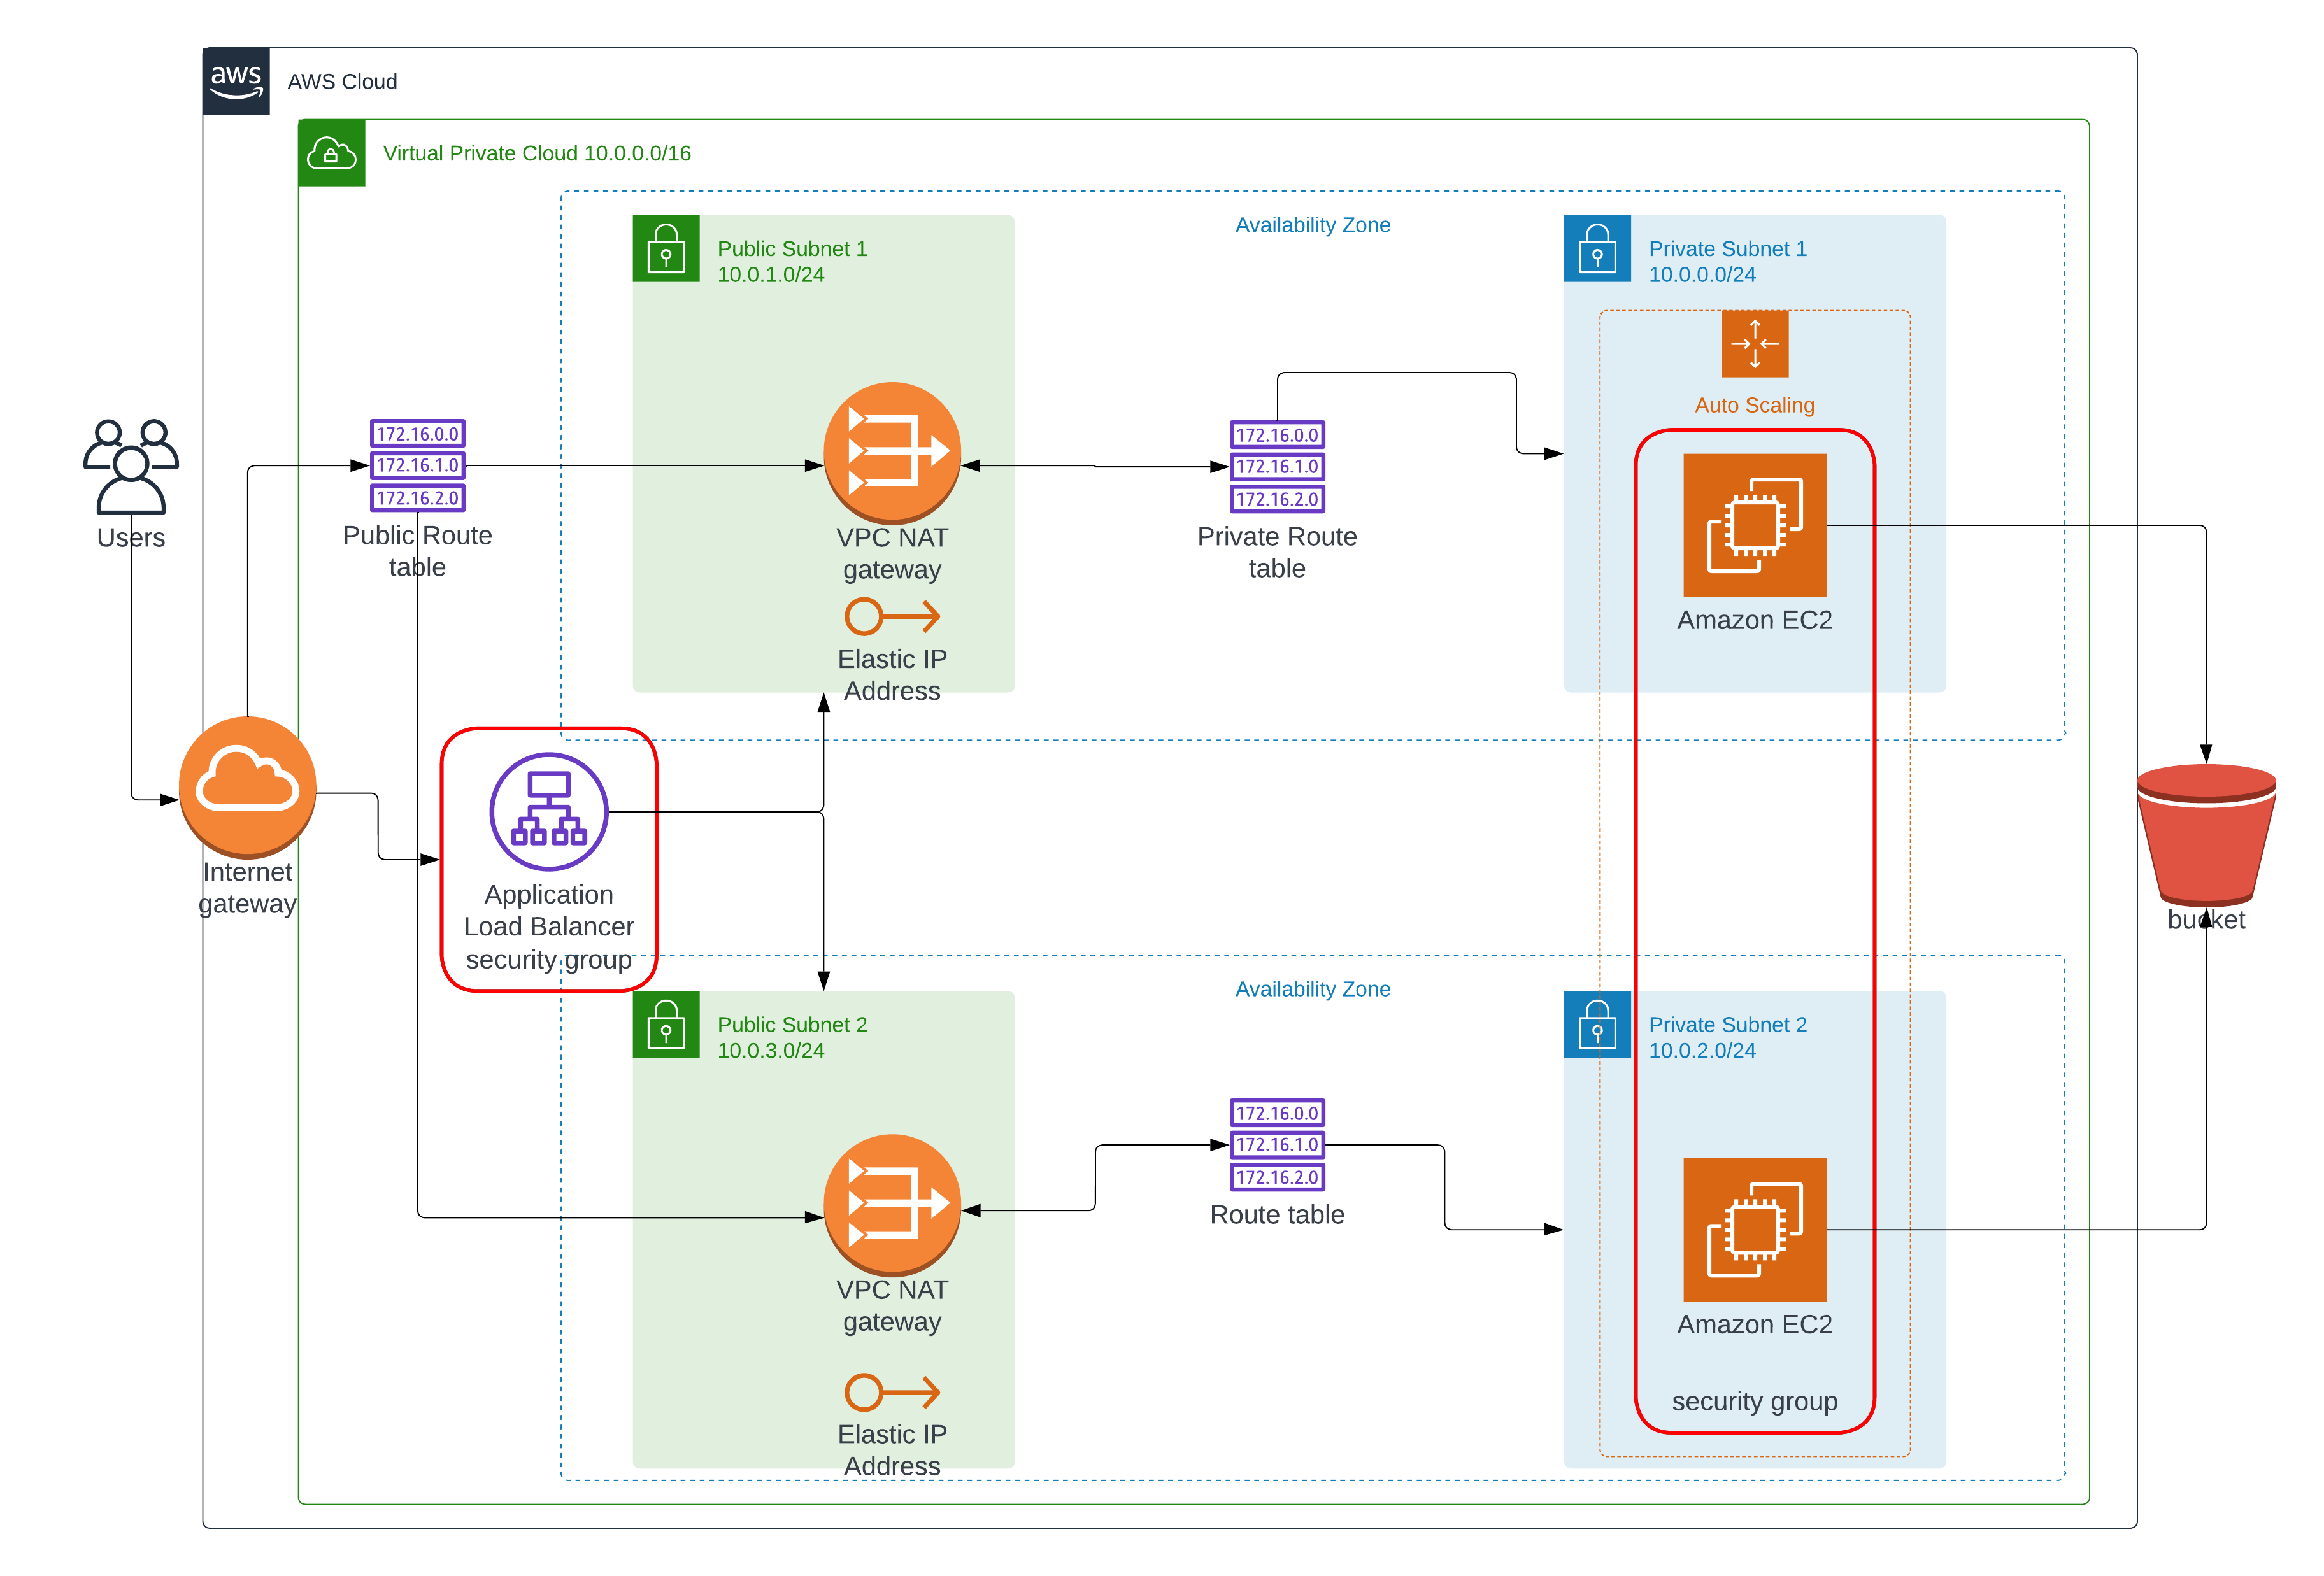 aws
AWS Cloud
Virtual Private Cloud 10.0.0.0/16
Availability Zone
Public Subnet 1
10.0.1.0/24
Private Subnet 1
10.0.0.0/24
Auto Scaling
Users
172.16.0.0
172.16.1.0
172.16.2.0
Public Route
table
VPC NAT
gateway
Elastic IP
Address
172.16.0.0
172.16.1.0
172.16.2.0
Private Route
table
Amazon EC2
Internet
gateway
Application
Load Balancer
security group
bucket
Availability Zone
Public Subnet 2
10.0.3.0/24
Private Subnet 2
10.0.2.0/24
VPC NAT
gateway
Elastic IP
Address
172.16.0.0
172.16.1.0
172.16.2.0
Route table
Amazon EC2
security group